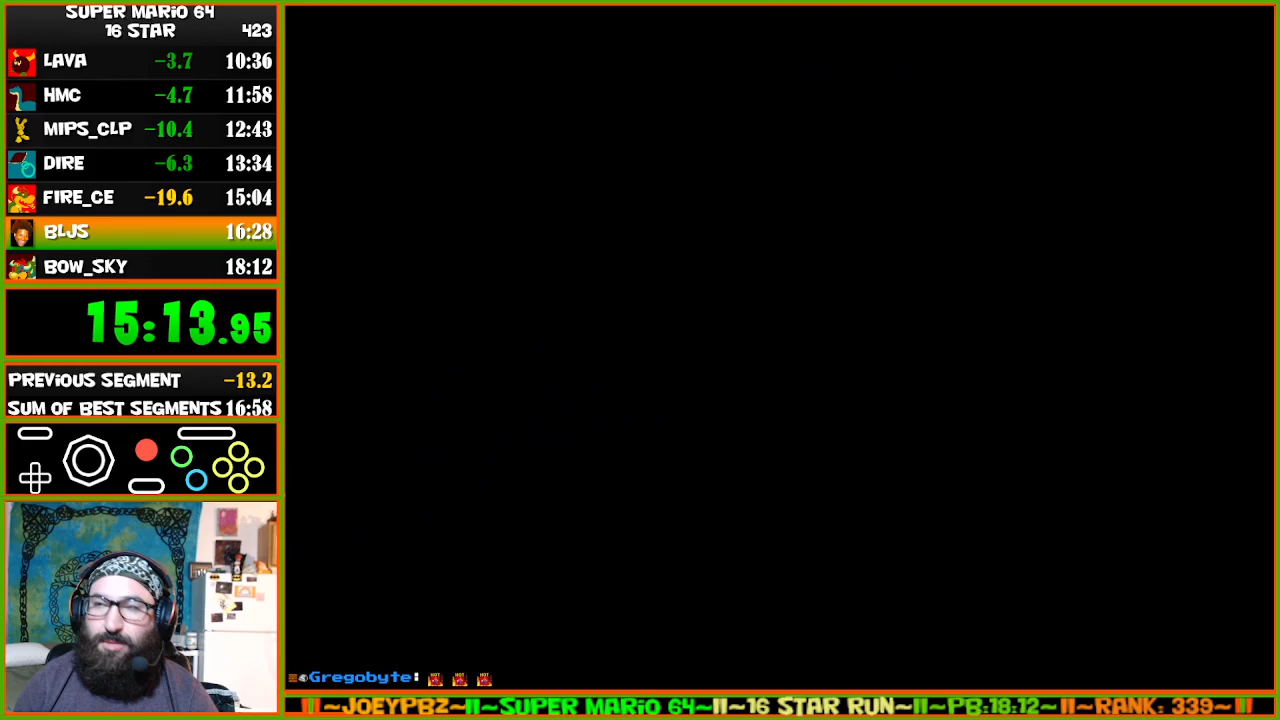 SUPER MARIO 64
16 STAR 423
LAVA -3.7 10:36
HMC -4.7 11:58
MIPS_CLP -10.4 12:43
DIRE -6.3 13:34
FIRE_CE -19.6 15:04
BLJS 16:28
BOW_SKY 18:12
15:13.95
PREVIOUS SEGMENT -13.2
SUM OF BEST SEGMENTS 16:58
Gregobyte: HOT HOT HOT
~JOEYPBZ~ SUPER MARIO 64~ ~16 STAR RUN~ ~PB:18:12~ ~RANK: 339~